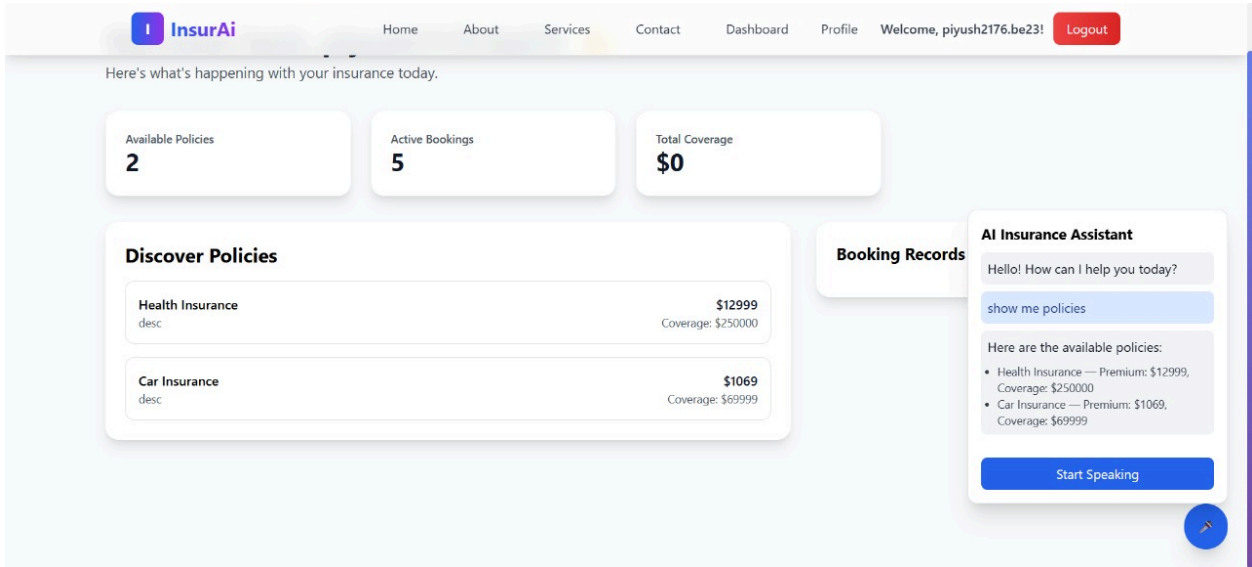 I InsurAi Home About Services Contact Dashboard Profile Welcome, piyush2176.be23! Logout
Here's what's happening with your insurance today.
Available Policies
2
Active Bookings
5
Total Coverage
$0
Discover Policies
Health Insurance $12999
desc Coverage: $250000
Car Insurance $1069
desc Coverage: $69999
Booking Records
AI Insurance Assistant
Hello! How can I help you today?
show me policies
Here are the available policies:
• Health Insurance — Premium: $12999,
Coverage: $250000
• Car Insurance — Premium: $1069,
Coverage: $69999
Start Speaking